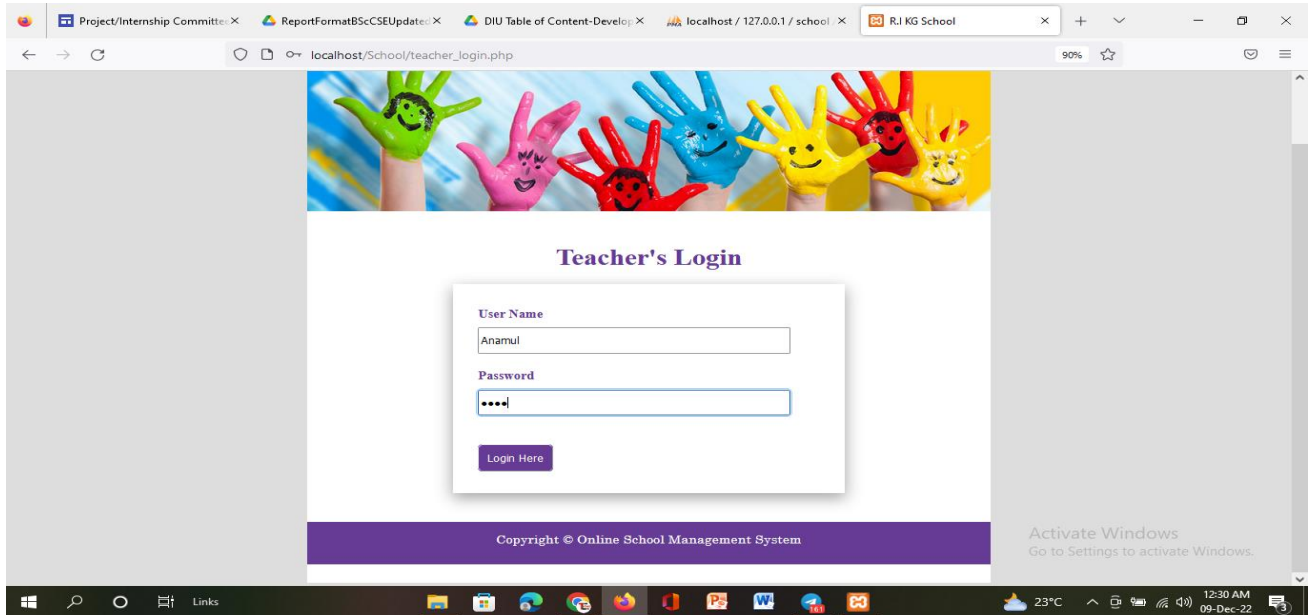 Project/Internship Committe
ReportFormatBScCSEUpdated
DIU Table of Content-Develop
localhost / 127.0.0.1 / school /
R.I KG School
localhost/School/teacher_login.php
90%
Teacher's Login
User Name
Anamul
Password
Login Here
Copyright © Online School Management System
Activate Windows
Go to Settings to activate Windows.
Links
23°C
12:30 AM
09-Dec-22